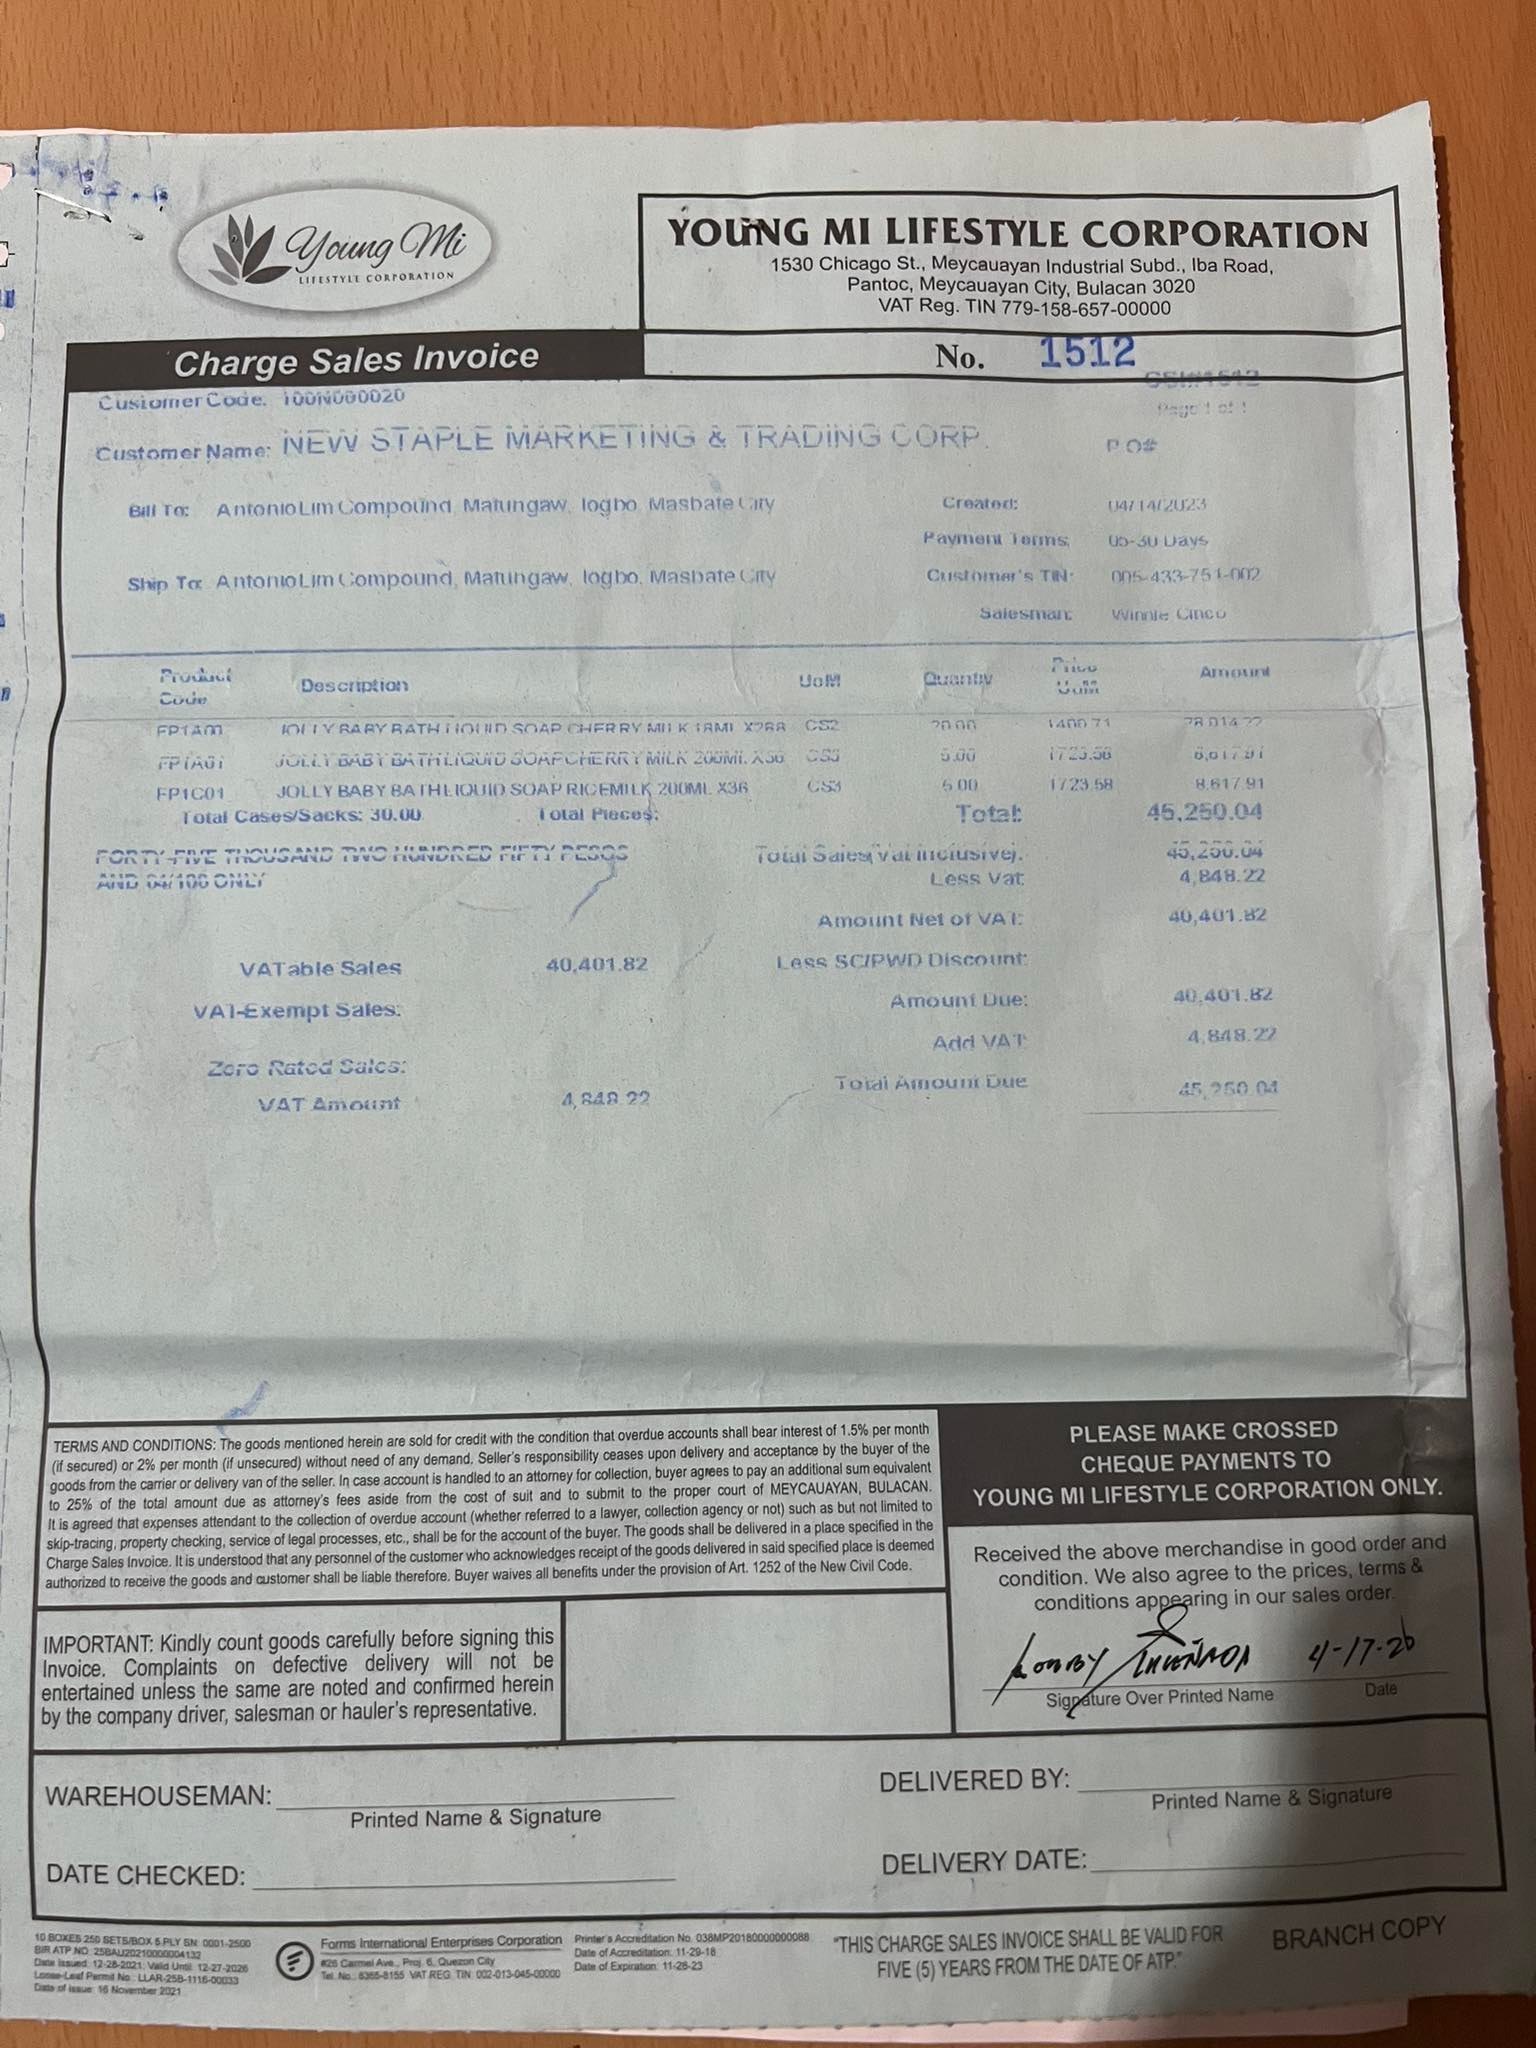 Young Mi
LIFESTYLE CORPORATION
YOUNG MI LIFESTYLE CORPORATION
1530 Chicago St., Meycauayan Industrial Subd., Iba Road,
Pantoc, Meycauayan City, Bulacan 3020
VAT Reg. TIN 779-158-657-00000
Charge Sales Invoice
No. 1512
CSI#1512
Customer Code: 100N000020
Page 1 of 1
Customer Name: NEW STAPLE MARKETING & TRADING CORP.
P.O#
Bill To: Antonio Lim Compound, Matungaw, Iogbo, Masbate City
Created: 04/14/2023
Payment Terms: 05-30 Days
Ship To: Antonio Lim Compound, Matungaw, Iogbo, Masbate City
Customer's TIN: 005-433-751-002
Salesman: Winnie Cinco
Product Code Description UoM Quantity Price UoM Amount
FP1A00 JOLLY BABY BATH LIQUID SOAP CHERRY MILK 18ML X288 CS2 20.00 1400.71 28,014.22
FP1A01 JOLLY BABY BATH LIQUID SOAP CHERRY MILK 200ML X36 CS3 5.00 1723.58 8,617.91
FP1C01 JOLLY BABY BATH LIQUID SOAP RICEMILK 200ML X36 CS3 5.00 1723.58 8,617.91
Total Cases/Sacks: 30.00 Total Pieces: Total: 45,250.04
FORTY-FIVE THOUSAND TWO HUNDRED FIFTY PESOS
AND 04/100 ONLY
Total Sales(Vat Inclusive): 45,250.04
Less Vat: 4,848.22
Amount Net of VAT: 40,401.82
VATable Sales 40,401.82
Less SC/PWD Discount:
VAT-Exempt Sales:
Amount Due: 40,401.82
Add VAT: 4,848.22
Zero Rated Sales:
Total Amount Due 45,250.04
VAT Amount 4,848.22
TERMS AND CONDITIONS: The goods mentioned herein are sold for credit with the condition that overdue accounts shall bear interest of 1.5% per month
(if secured) or 2% per month (if unsecured) without need of any demand. Seller's responsibility ceases upon delivery and acceptance by the buyer of the
goods from the carrier or delivery van of the seller. In case account is handled to an attorney for collection, buyer agrees to pay an additional sum equivalent
to 25% of the total amount due as attorney's fees aside from the cost of suit and to submit to the proper court of MEYCAUAYAN, BULACAN.
It is agreed that expenses attendant to the collection of overdue account (whether referred to a lawyer, collection agency or not) such as but not limited to
skip-tracing, property checking, service of legal processes, etc., shall be for the account of the buyer. The goods shall be delivered in a place specified in the
Charge Sales Invoice. It is understood that any personnel of the customer who acknowledges receipt of the goods delivered in said specified place is deemed
authorized to receive the goods and customer shall be liable therefore. Buyer waives all benefits under the provision of Art. 1252 of the New Civil Code.
PLEASE MAKE CROSSED
CHEQUE PAYMENTS TO
YOUNG MI LIFESTYLE CORPORATION ONLY.
Received the above merchandise in good order and
condition. We also agree to the prices, terms &
conditions appearing in our sales order.
4-17-26
Signature Over Printed Name Date
IMPORTANT: Kindly count goods carefully before signing this
Invoice. Complaints on defective delivery will not be
entertained unless the same are noted and confirmed herein
by the company driver, salesman or hauler's representative.
WAREHOUSEMAN:
Printed Name & Signature
DELIVERED BY:
Printed Name & Signature
DATE CHECKED:
DELIVERY DATE:
10 BOXES 250 SETS/BOX 5 PLY SN: 0001-2500
BIR ATP NO: 25BAU20210000004132
Date Issued: 12-28-2021; Valid Until: 12-27-2026
Loose-Leaf Permit No.: LLAR-25B-1116-00033
Date of Issue: 16 November 2021
Forms International Enterprises Corporation
#26 Carmel Ave., Proj. 6, Quezon City
Tel. No.: 8365-8155 VAT REG. TIN: 002-013-045-00000
Printer's Accreditation No. 038MP20180000000088
Date of Accreditation: 11-29-18
Date of Expiration: 11-28-23
"THIS CHARGE SALES INVOICE SHALL BE VALID FOR
FIVE (5) YEARS FROM THE DATE OF ATP."
BRANCH COPY